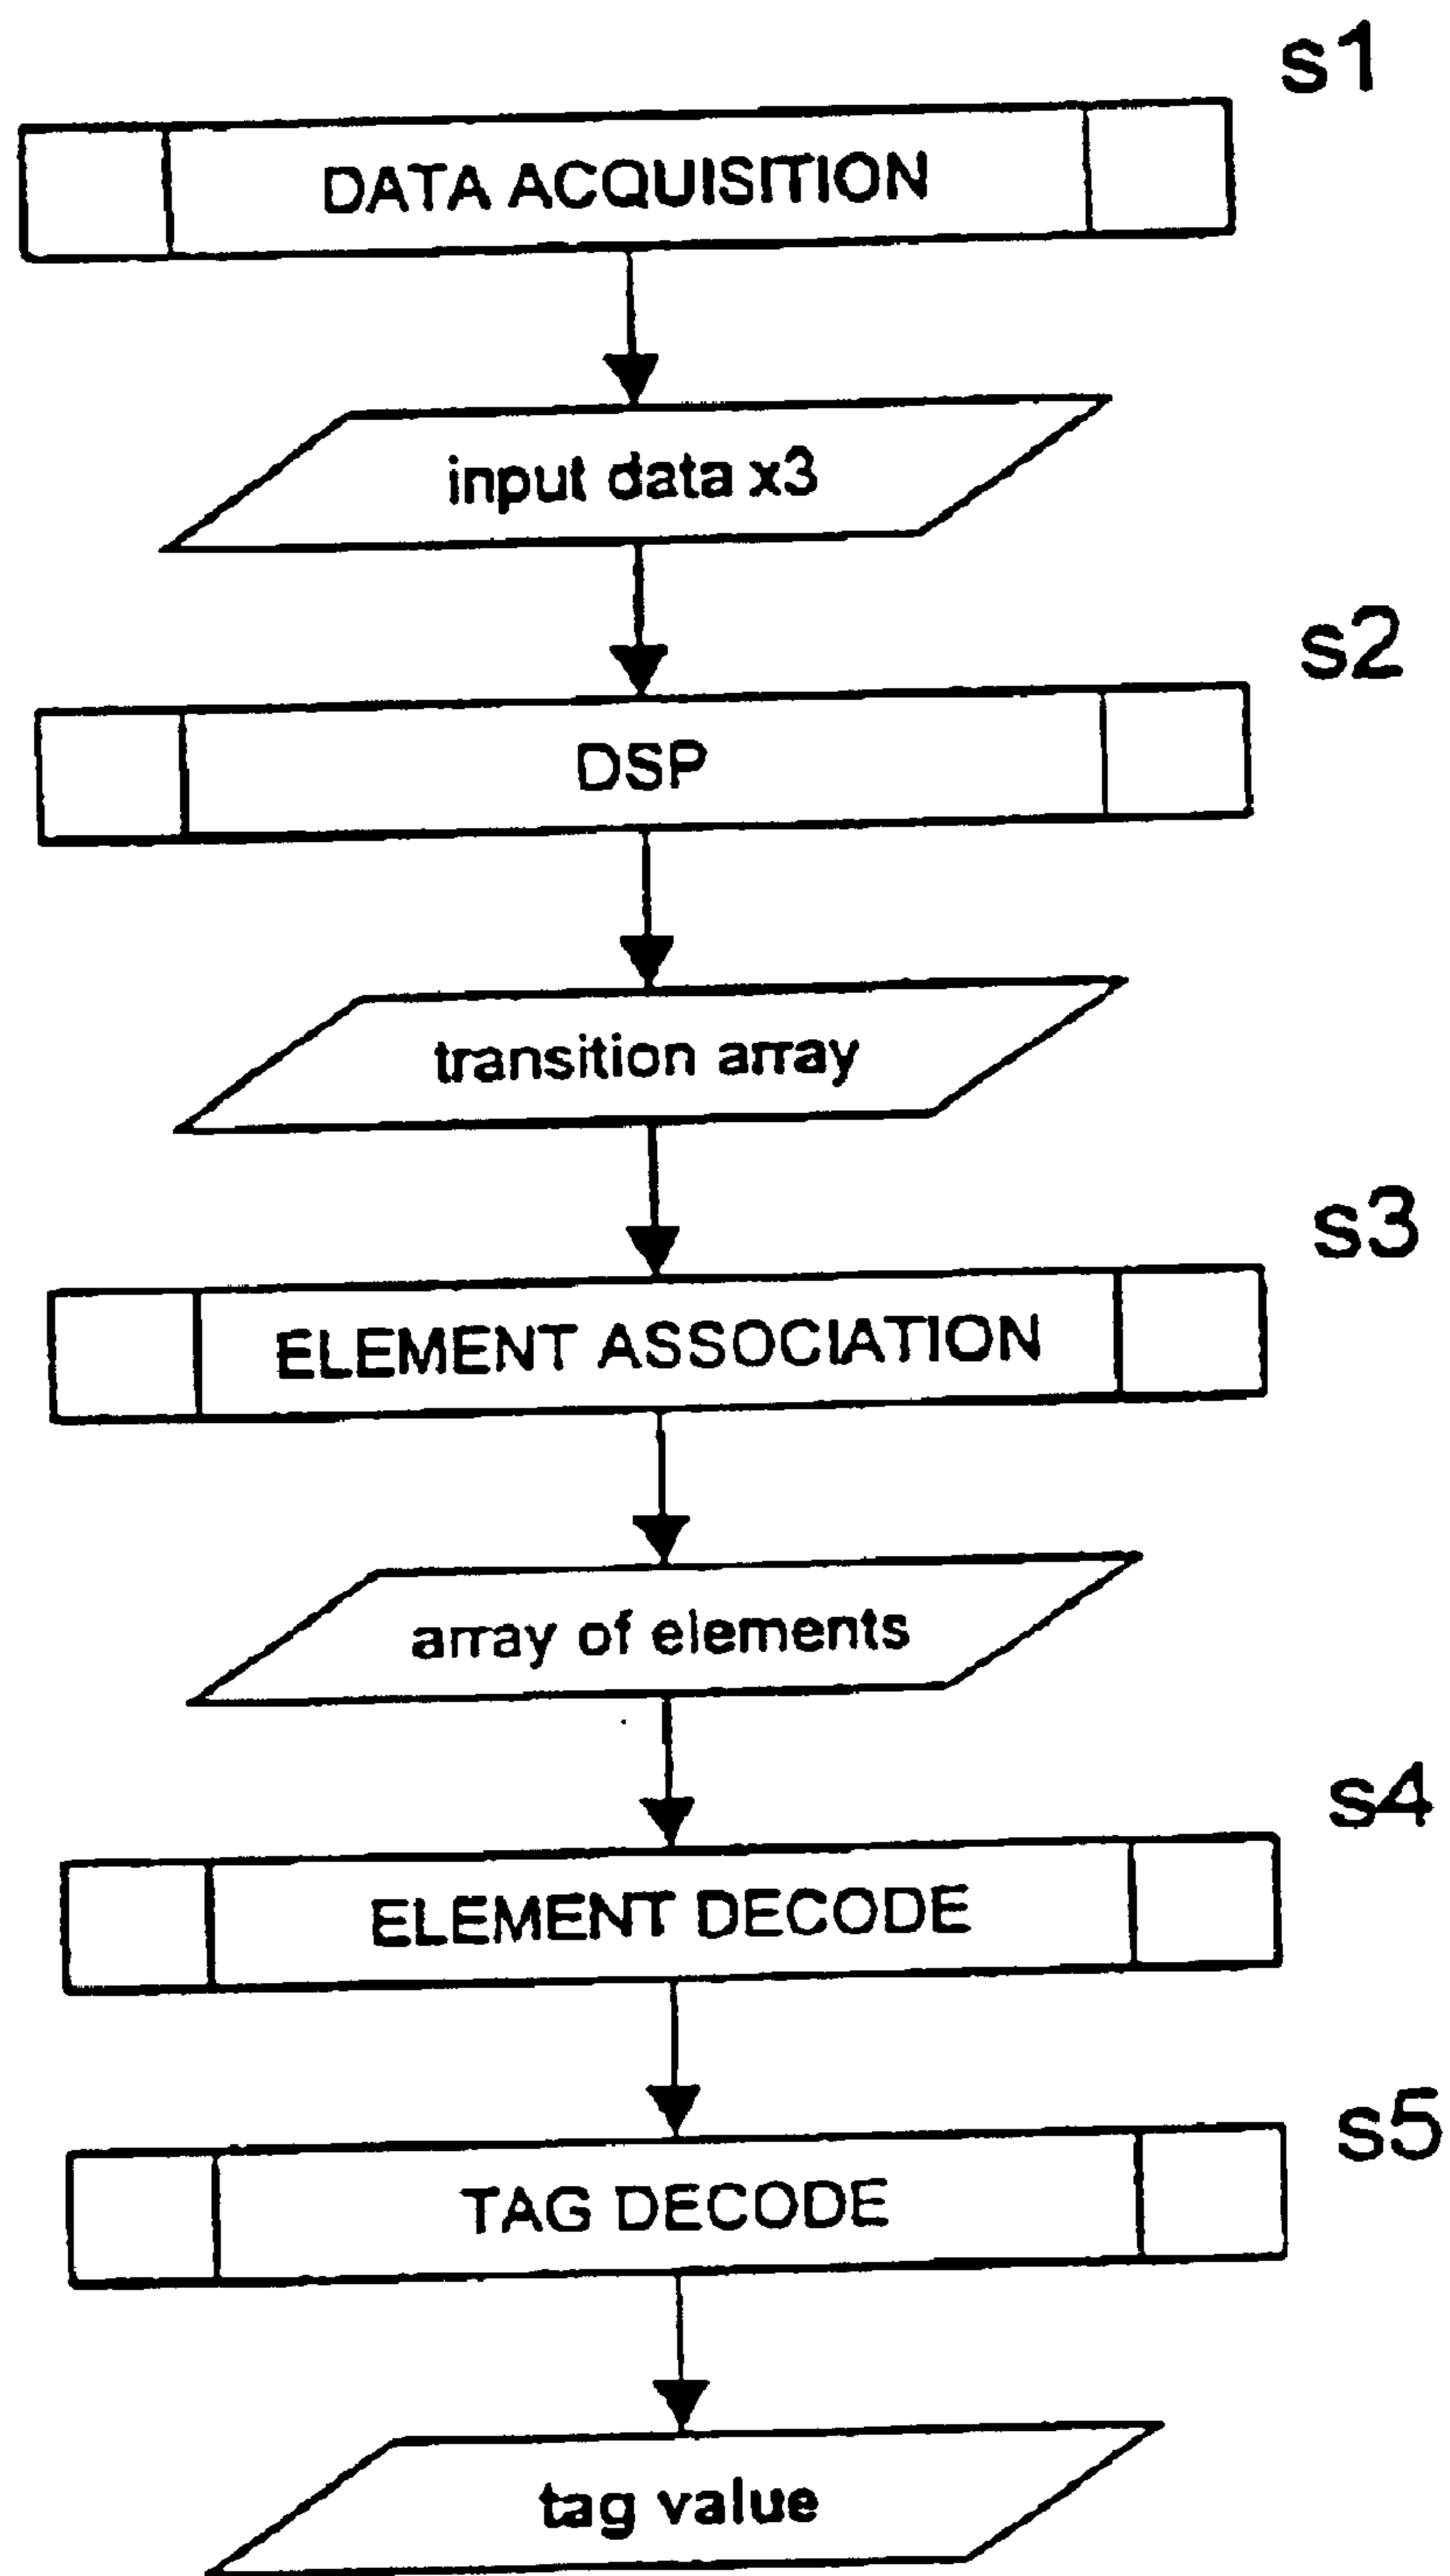 s1
DATA ACQUISITION
input data x3
s2
DSP
transition array
s3
ELEMENT ASSOCIATION
array of elements
s4
ELEMENT DECODE
s5
TAG DECODE
tag value